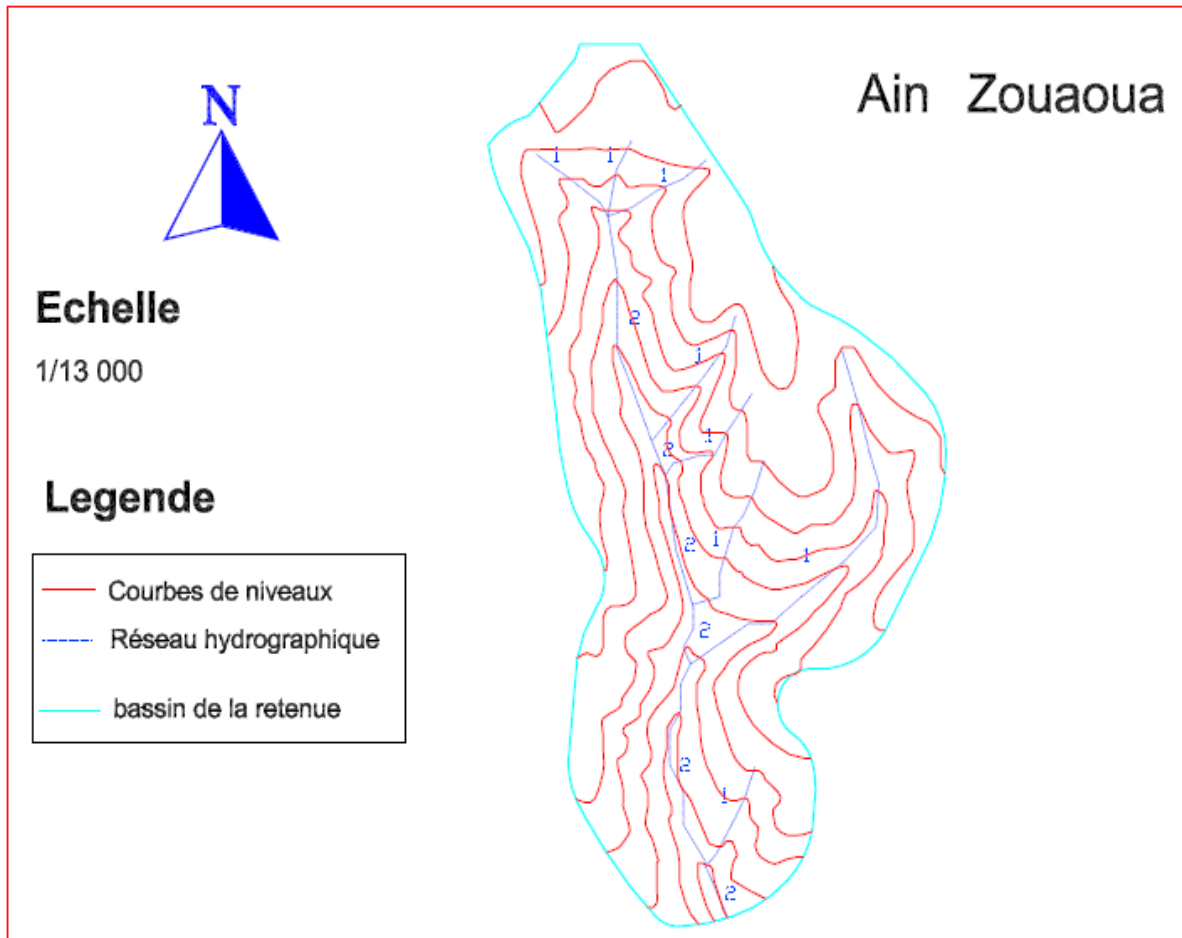 Ain Zouaoua
N
Echelle
1/13 000
Legende
Courbes de niveaux
Réseau hydrographique
bassin de la retenue
1 1
1
2
1
1
2
2 1 1
2
2 1
2